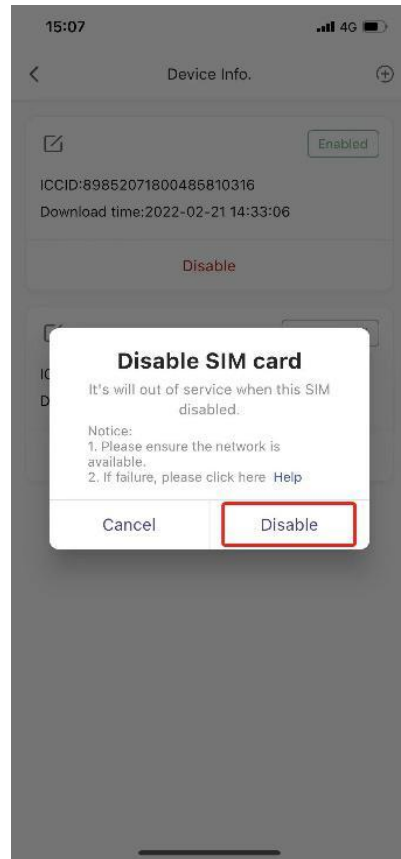 15:07
4G
Device Info.
Enabled
ICCID:89852071800485810316
Download time:2022-02-21 14:33:06
Disable
Disable SIM card
It's will out of service when this SIM
disabled.
Notice:
1. Please ensure the network is
available.
2. If failure, please click here Help
Cancel
Disable